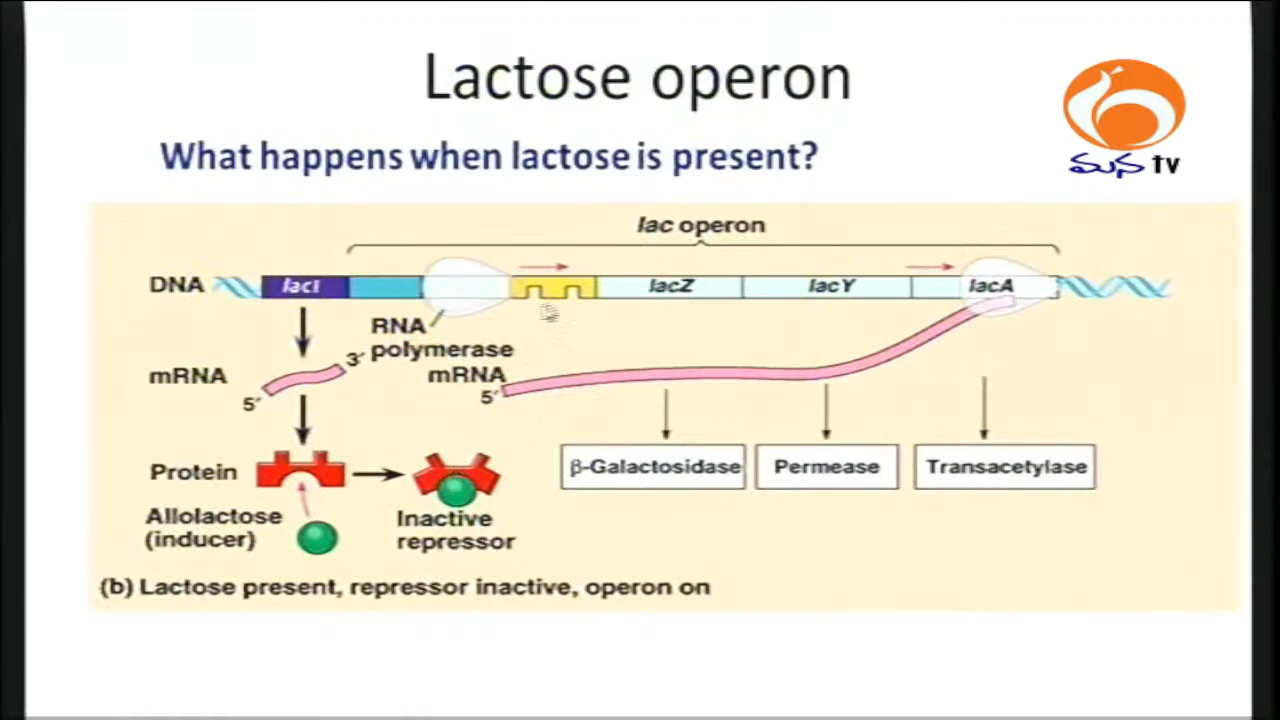 Lactose operon
What happens when lactose is present?
మన tv
lac operon
DNA
lacI
lacZ
lacY
lacA
RNA
polymerase
3′
mRNA
5′
mRNA
5′
Protein
β-Galactosidase
Permease
Transacetylase
Allolactose
(inducer)
Inactive
repressor
(b) Lactose present, repressor inactive, operon on